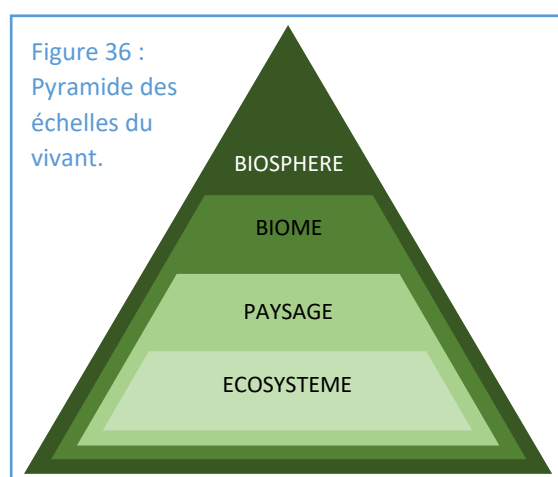 Figure 36 :
Pyramide des
échelles du
vivant.
BIOSPHERE
BIOME
PAYSAGE
ECOSYSTEME